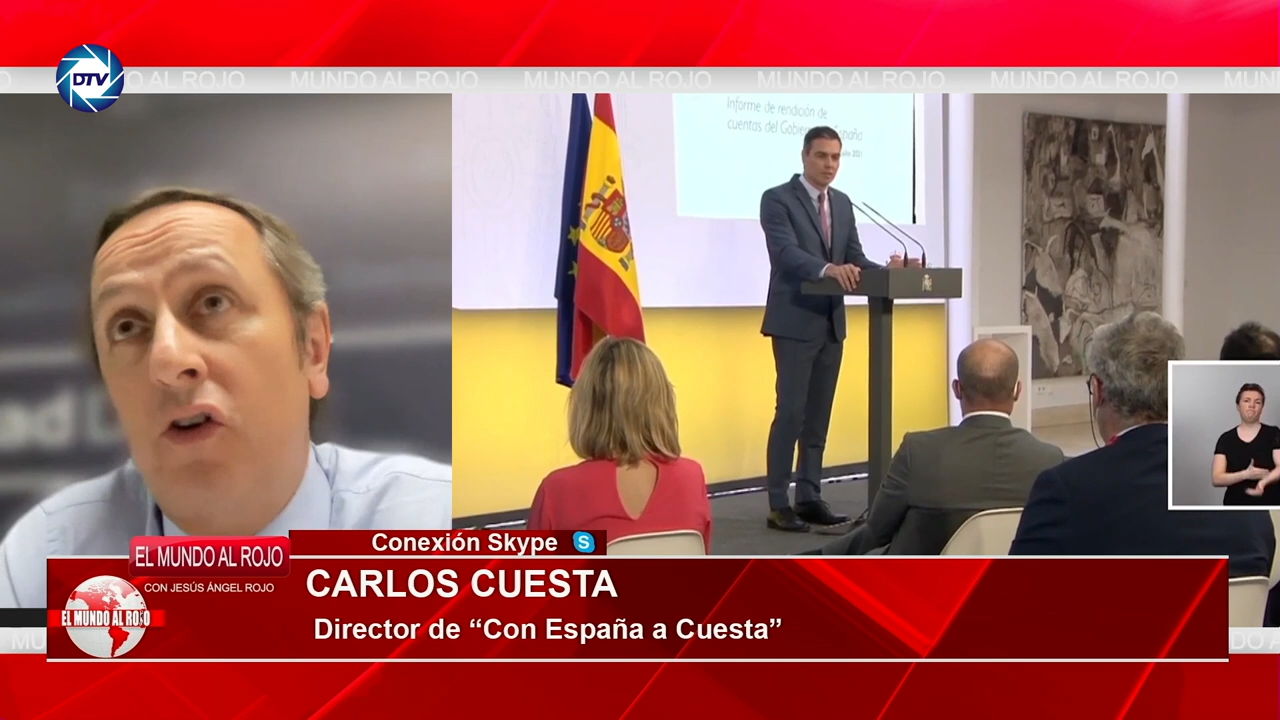 DTV
MUNDO AL ROJO MUNDO AL ROJO MUNDO AL ROJO MUNDO AL ROJO
Informe de rendición de
cuentas del
2021
Conexión Skype
S
EL MUNDO AL ROJO
CON JESÚS ÁNGEL ROJO
EL MUNDO AL ROJO
CARLOS CUESTA
Director de “Con España a Cuesta”